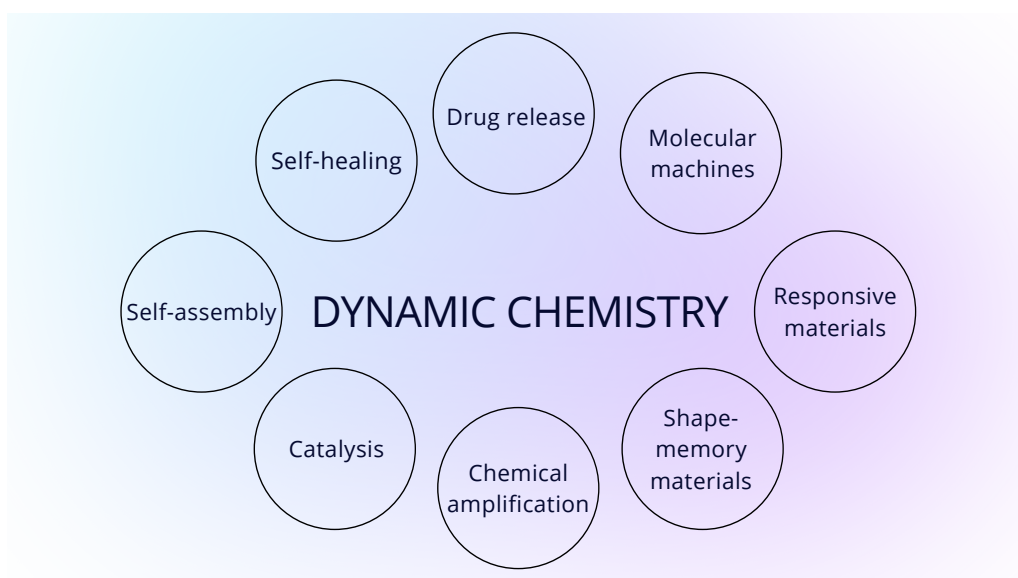 Drug release
Molecular
machines
Self-healing
Responsive
materials
Self-assembly
DYNAMIC CHEMISTRY
Shape-
memory
materials
Catalysis
Chemical
amplification